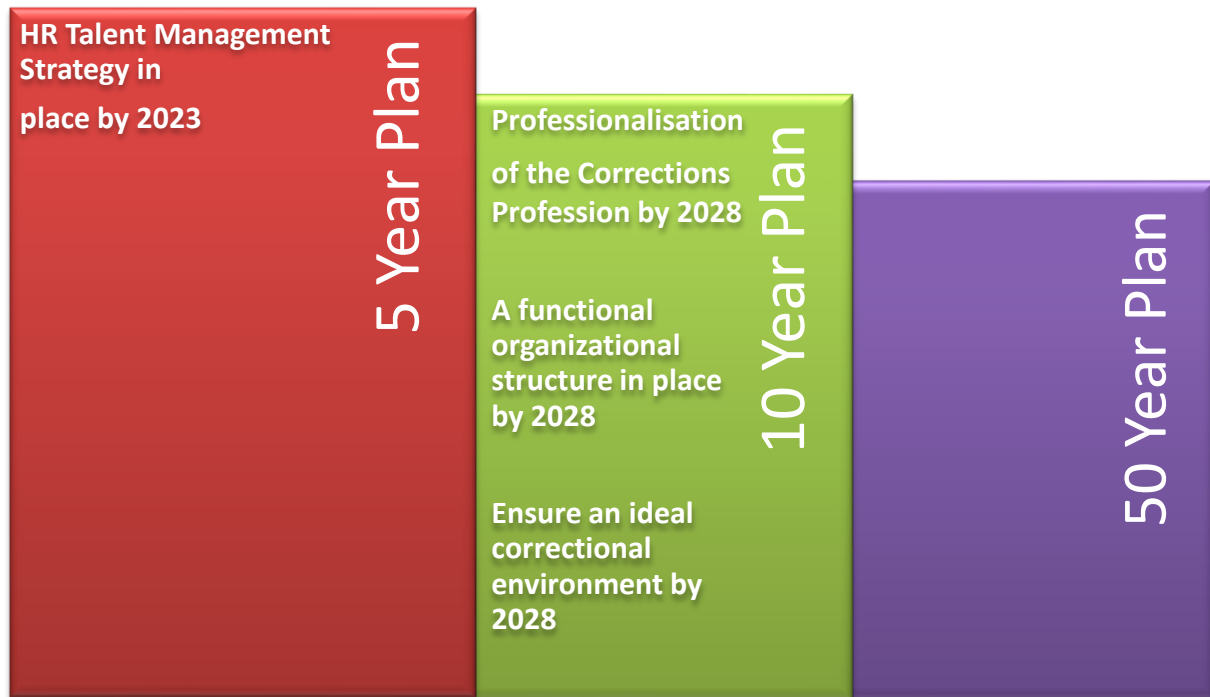 HR Talent Management
Strategy in
place by 2023
5 Year Plan
Professionalisation
of the Corrections
Profession by 2028
A functional
organizational
structure in place
by 2028
Ensure an ideal
correctional
environment by
2028
10 Year Plan
50 Year Plan